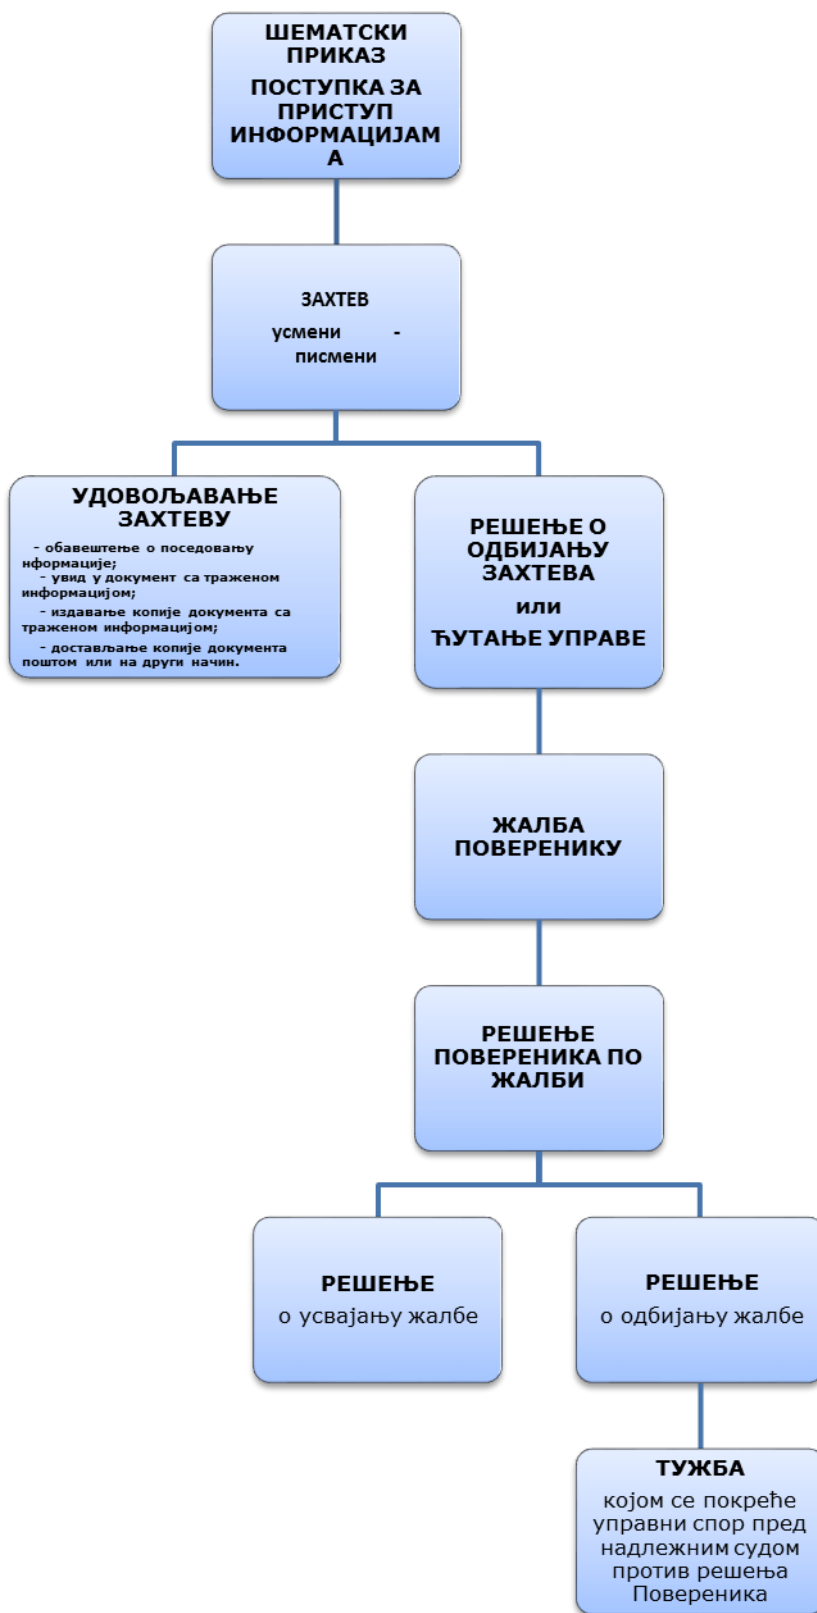 ШЕМАТСКИ
ПРИКАЗ
ПОСТУПКА ЗА
ПРИСТУП
ИНФОРМАЦИЈАМ
А
ЗАХТЕВ
усмени -
писмени
УДОВОЉАВАЊЕ
ЗАХТЕВУ
- обавештење о поседовању
нформације;
- увид у документ са траженом
информацијом;
- издавање копије документа са
траженом информацијом;
- достављање копије документа
поштом или на други начин.
РЕШЕЊЕ О
ОДБИЈАЊУ
ЗАХТЕВА
или
ЋУТАЊЕ УПРАВЕ
ЖАЛБА
ПОВЕРЕНИКУ
РЕШЕЊЕ
ПОВЕРЕНИКА ПО
ЖАЛБИ
РЕШЕЊЕ
о усвајању жалбе
РЕШЕЊЕ
о одбијању жалбе
ТУЖБА
којом се покреће
управни спор пред
надлежним судом
против решења
Повереника